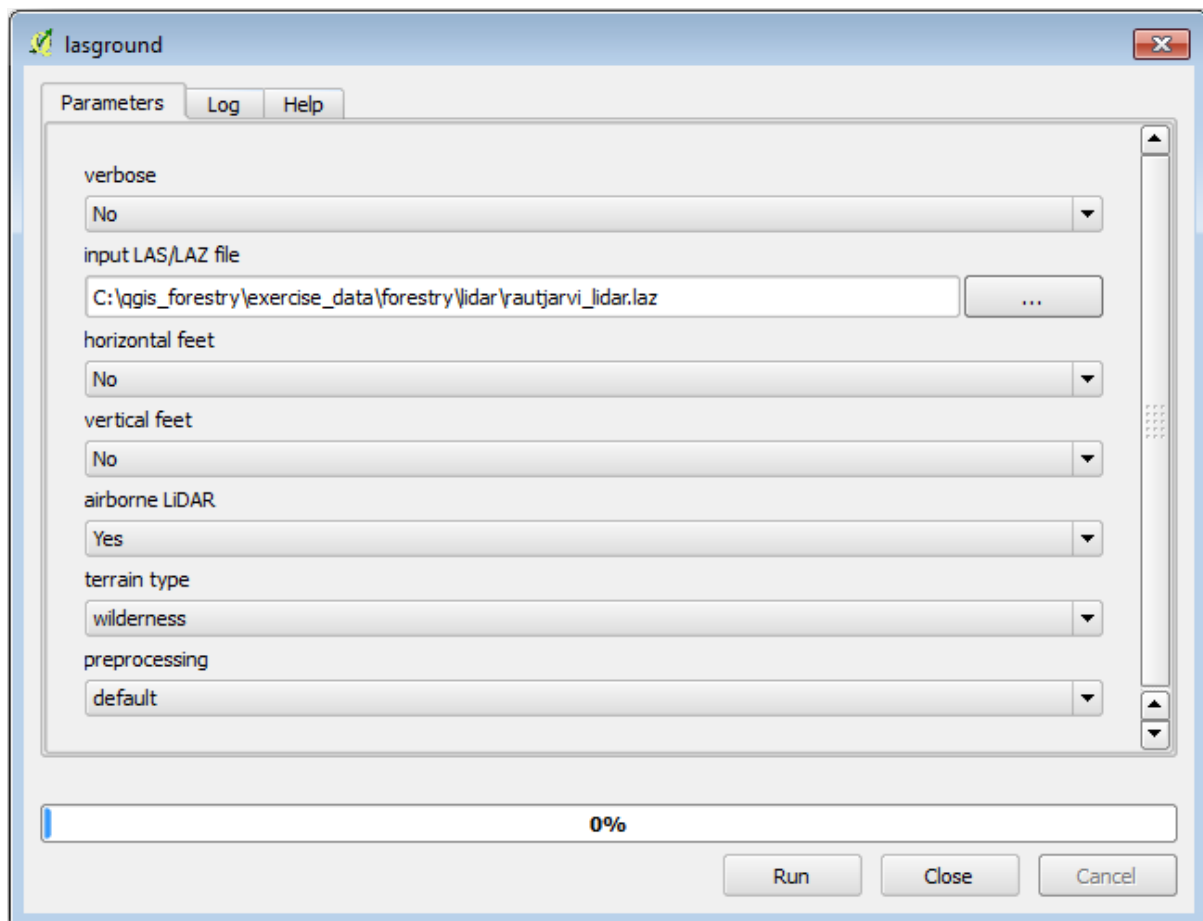 lasground
Parameters Log Help
verbose
No
input LAS/LAZ file
C:\qgis_forestry\exercise_data\forestry\lidar\rautjarvi_lidar.laz ...
horizontal feet
No
vertical feet
No
airborne LiDAR
Yes
terrain type
wilderness
preprocessing
default
0%
Run Close Cancel